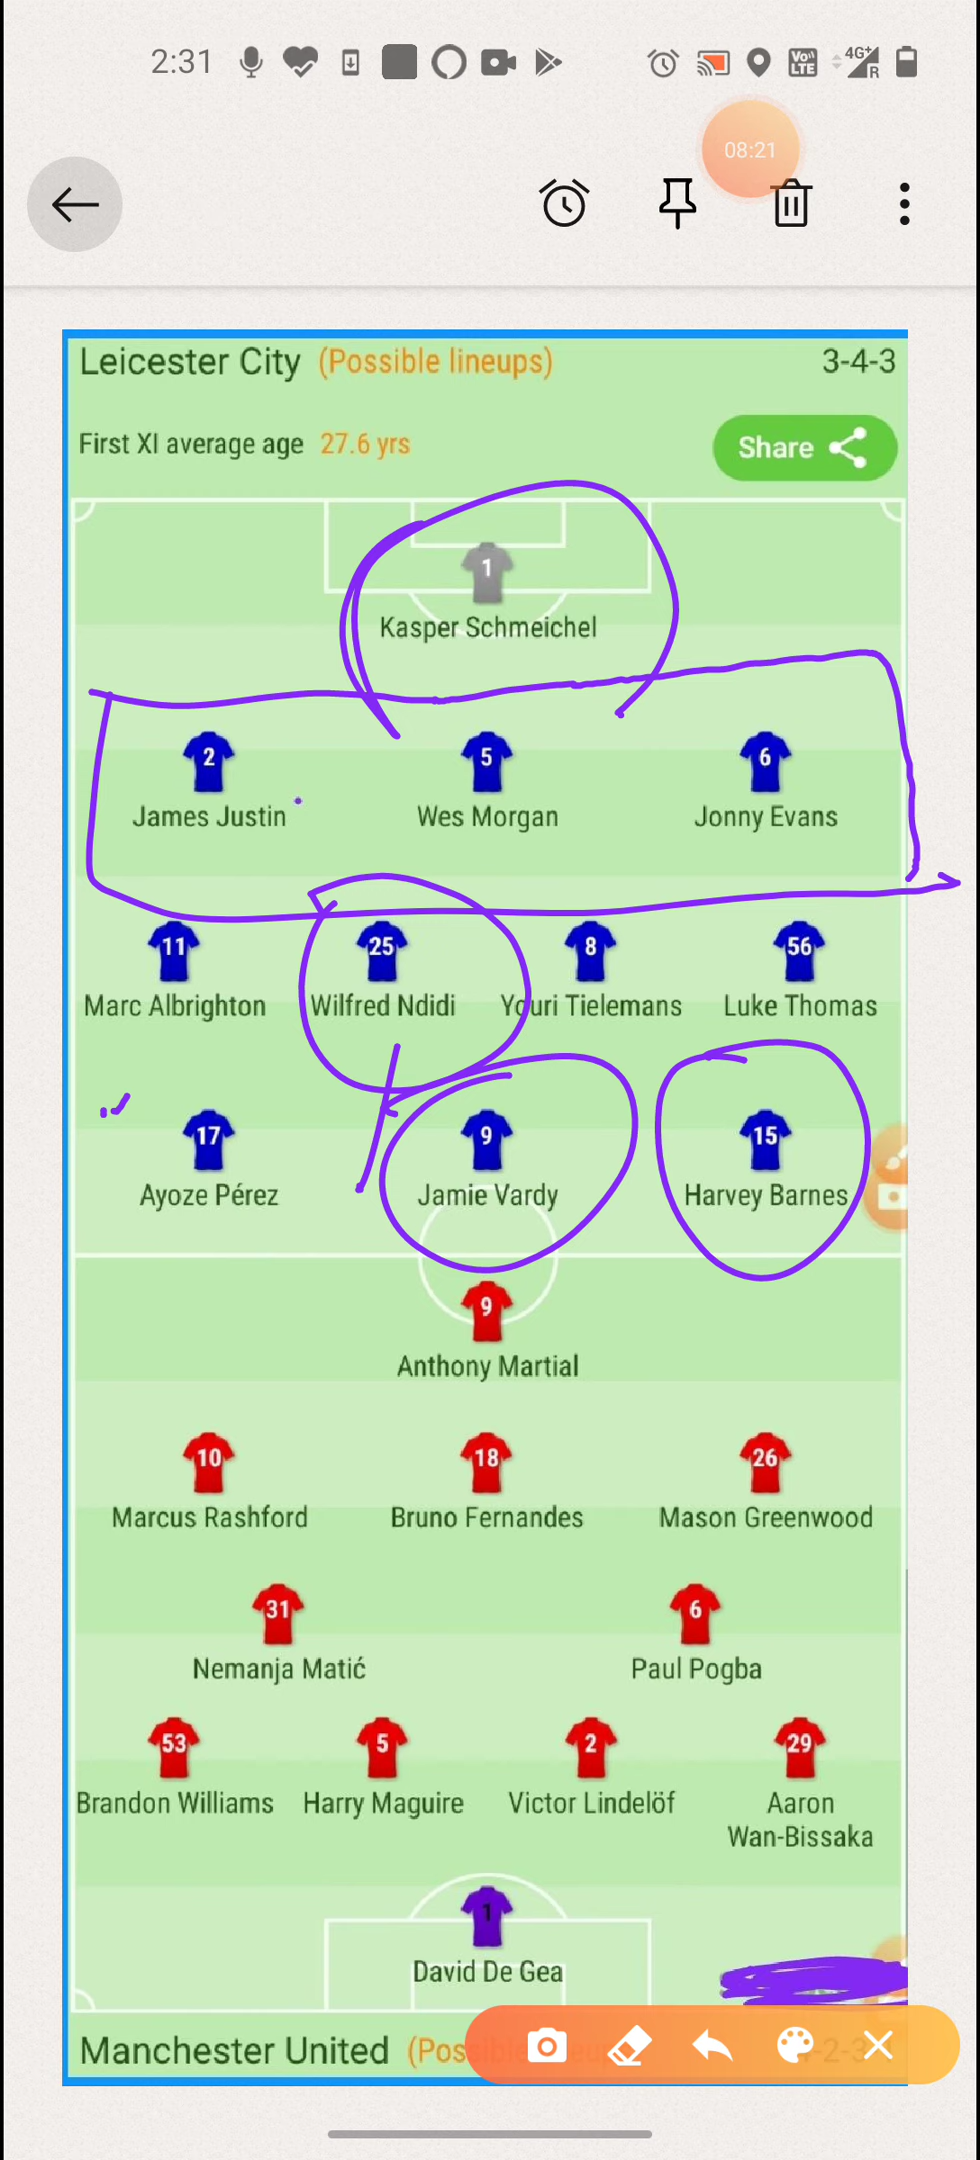 2:31
Vo)) LTE
4G+
R
08:21
Leicester City (Possible lineups) 3-4-3
First XI average age 27.6 yrs
Share
1
Kasper Schmeichel
2 5 6
James Justin Wes Morgan Jonny Evans
11 25 8 56
Marc Albrighton Wilfred Ndidi Youri Tielemans Luke Thomas
17 9 15
Ayoze Pérez Jamie Vardy Harvey Barnes
9
Anthony Martial
10 18 26
Marcus Rashford Bruno Fernandes Mason Greenwood
31 6
Nemanja Matić Paul Pogba
53 5 2 29
Brandon Williams Harry Maguire Victor Lindelöf Aaron
Wan-Bissaka
1
David De Gea
Manchester United (Pos